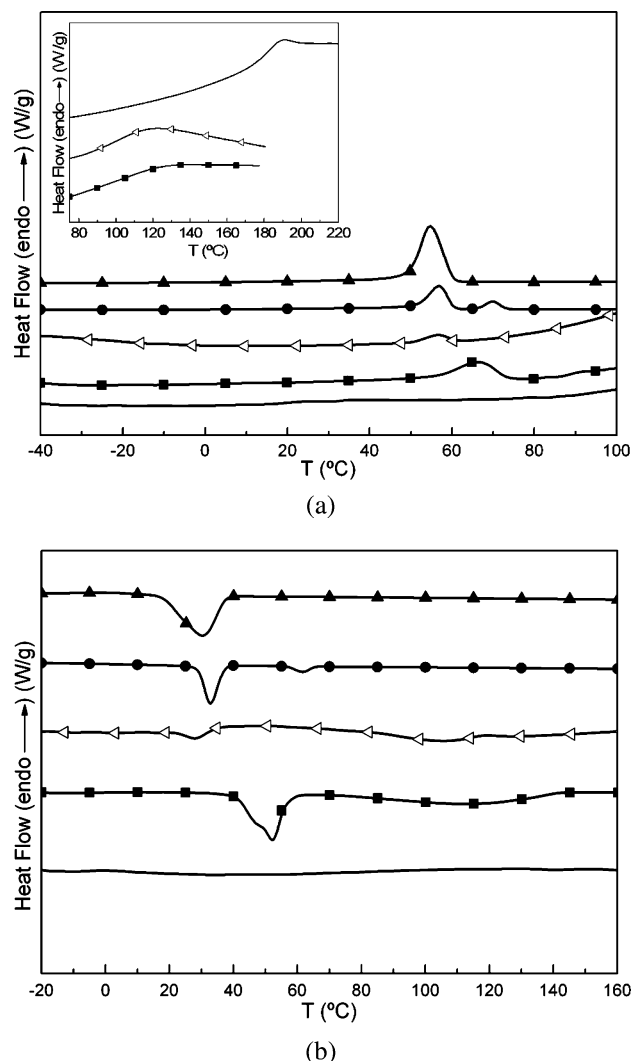 Heat Flow (endo ⟶) (W/g)
Heat Flow (endo ⟶) (W/g)
80 100 120 140 160 180 200 220
T (ºC)
-40 -20 0 20 40 60 80 100
T (ºC)
(a)
Heat Flow (endo ⟶) (W/g)
-20 0 20 40 60 80 100 120 140 160
T (ºC)
(b)